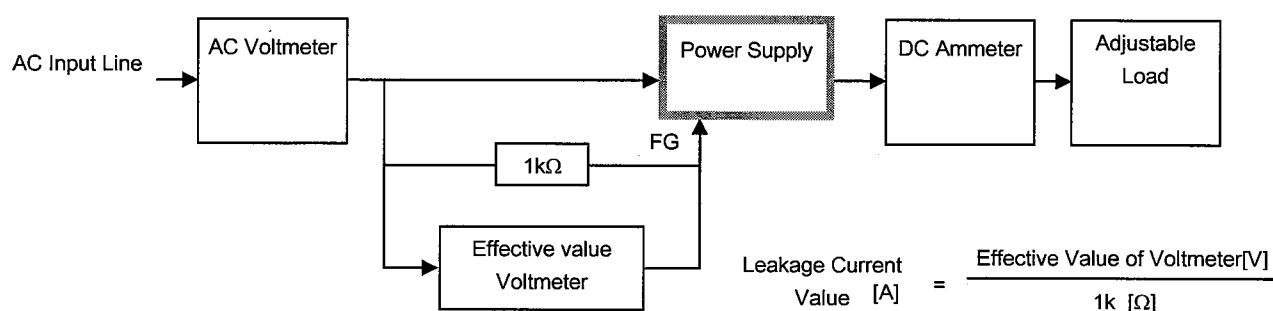 AC Input Line
AC Voltmeter
Power Supply
DC Ammeter
Adjustable
Load
FG
1kΩ
Effective value
Voltmeter
Leakage Current
Value [A]
=
Effective Value of Voltmeter[V]
1k [Ω]